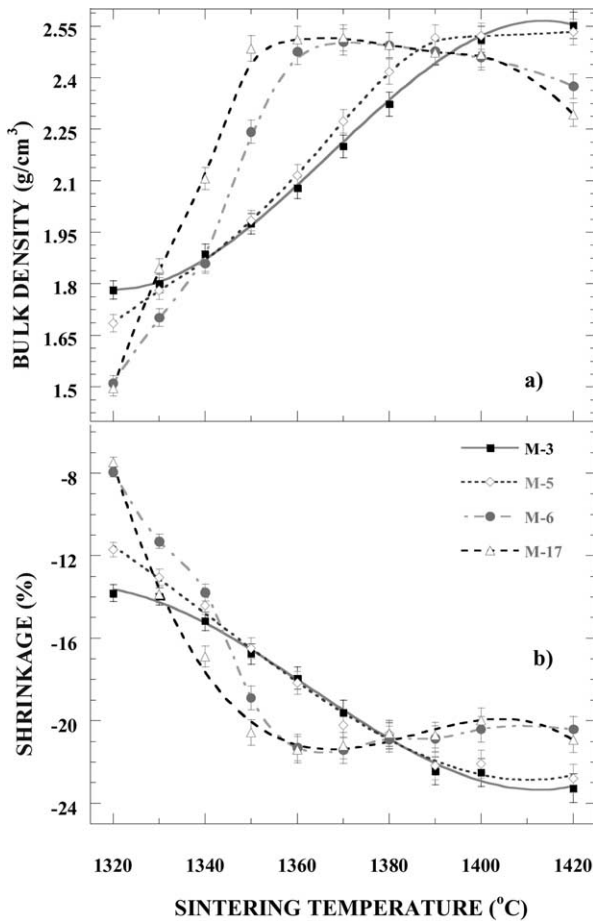 BULK DENSITY (g/cm³)
2.55
2.4
2.25
2.1
1.95
1.8
1.65
1.5
a)
SHRINKAGE (%)
-8
-12
-16
-20
-24
M-3
M-5
M-6
M-17
b)
1320 1340 1360 1380 1400 1420
SINTERING TEMPERATURE (°C)